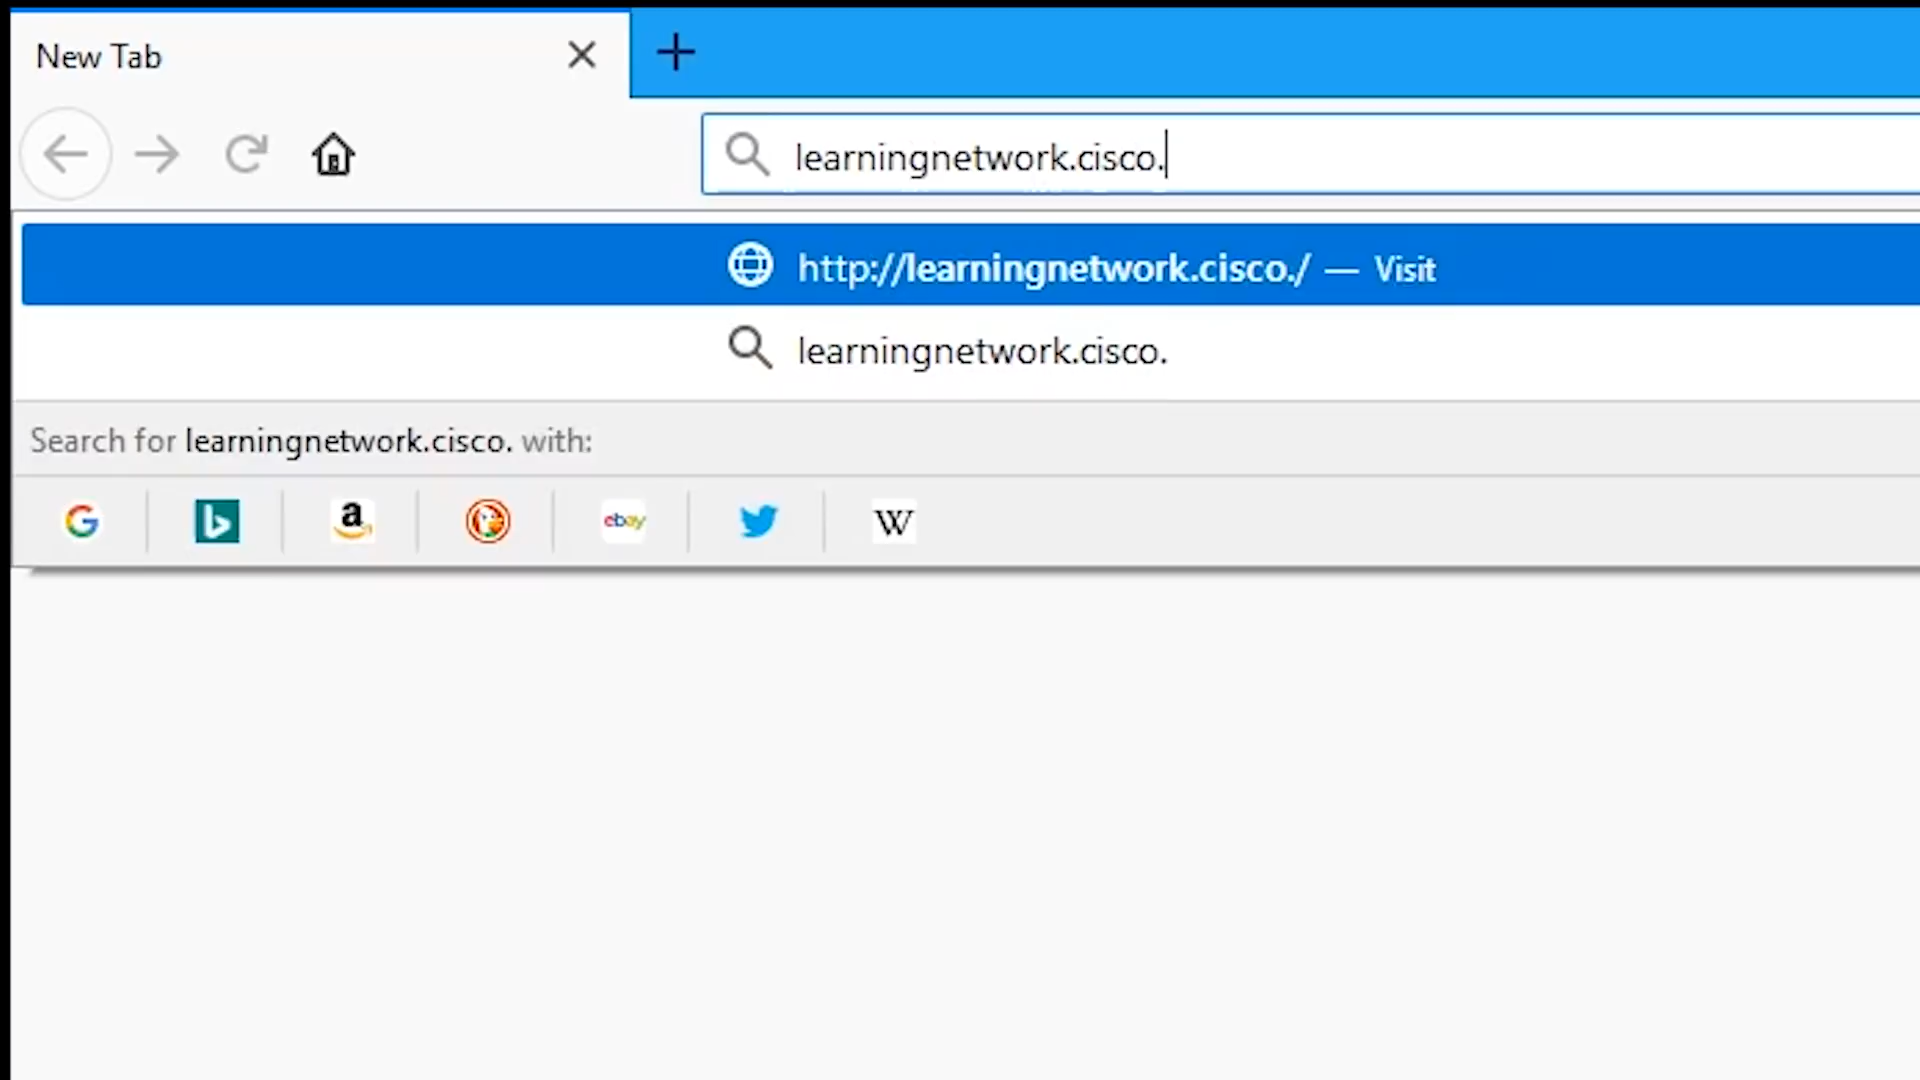 New Tab
learningnetwork.cisco.
http://learningnetwork.cisco./ — Visit
learningnetwork.cisco.
Search for learningnetwork.cisco. with:
G b a ebay W